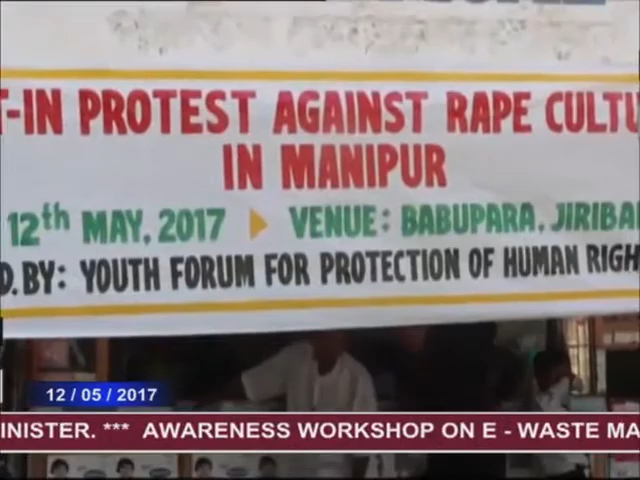 T-IN PROTEST AGAINST RAPE CULTU
IN MANIPUR
12th MAY, 2017 VENUE: BABUPARA, JIRIBA
D. BY: YOUTH FORUM FOR PROTECTION OF HUMAN RIGH
12 / 05 / 2017
INISTER. *** AWARENESS WORKSHOP ON E - WASTE MA